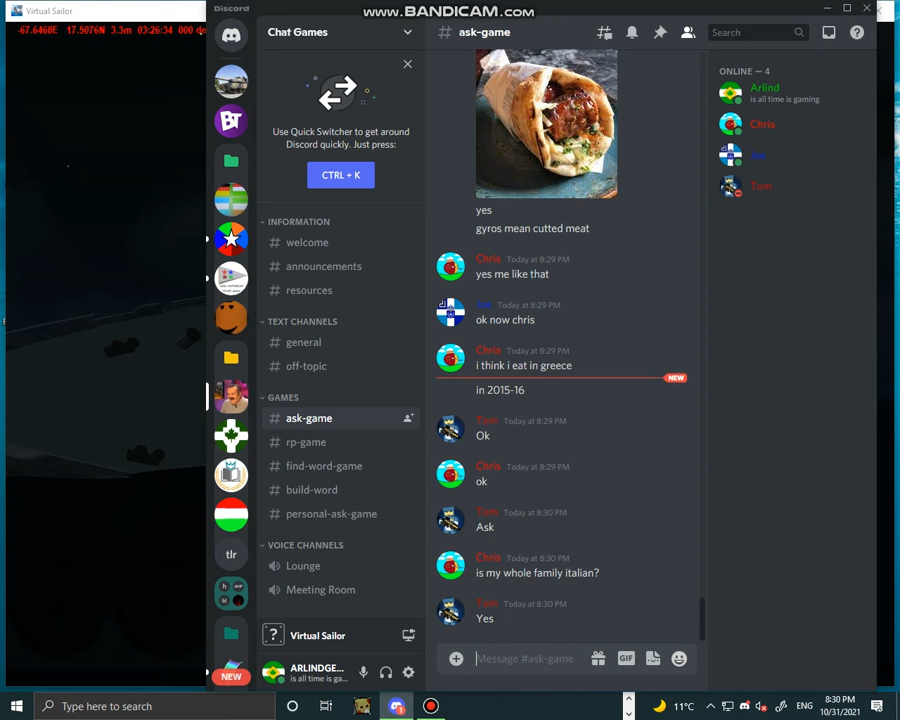 Virtual Sailor
-67.6468E 17.5076N 3.3m 03:26:34 000 de
Discord
www.BANDICAM.com
Chat Games
ask-game
Search
Use Quick Switcher to get around
Discord quickly. Just press:
CTRL + K
INFORMATION
welcome
announcements
resources
TEXT CHANNELS
general
off-topic
GAMES
ask-game
rp-game
find-word-game
build-word
personal-ask-game
VOICE CHANNELS
Lounge
Meeting Room
Virtual Sailor
ARLINDGE...
is all time is ga...
BT
tlr
NEW
yes
gyros mean cutted meat
Chris Today at 8:29 PM
yes me like that
Today at 8:29 PM
ok now chris
Chris Today at 8:29 PM
i think i eat in greece
NEW
in 2015-16
Tom Today at 8:29 PM
Ok
Chris Today at 8:29 PM
ok
Tom Today at 8:30 PM
Ask
Chris Today at 8:30 PM
is my whole family italian?
Tom Today at 8:30 PM
Yes
Message #ask-game
GIF
ONLINE — 4
Arlind
is all time is gaming
Chris
Tom
Type here to search
11°C
ENG
8:30 PM
10/31/2021